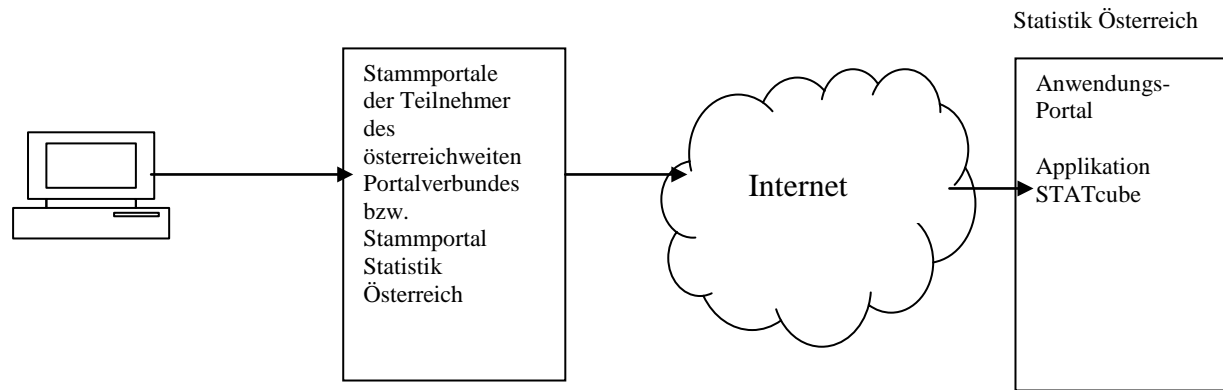 Statistik Österreich
Stammportale
der Teilnehmer
des
österreichweiten
Portalverbundes
bzw.
Stammportal
Statistik
Österreich
Internet
Anwendungs-
Portal
Applikation
STATcube